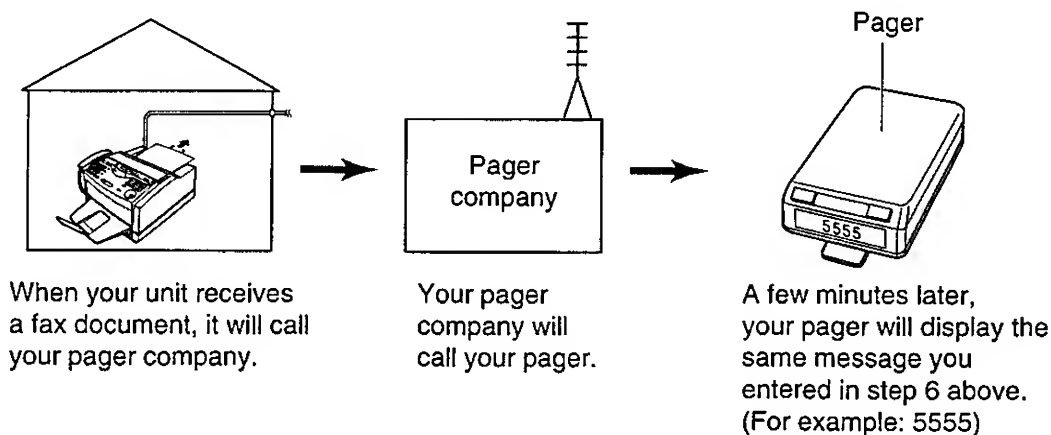 Pager
Pager
company
5555
When your unit receives
a fax document, it will call
your pager company.
Your pager
company will
call your pager.
A few minutes later,
your pager will display the
same message you
entered in step 6 above.
(For example: 5555)